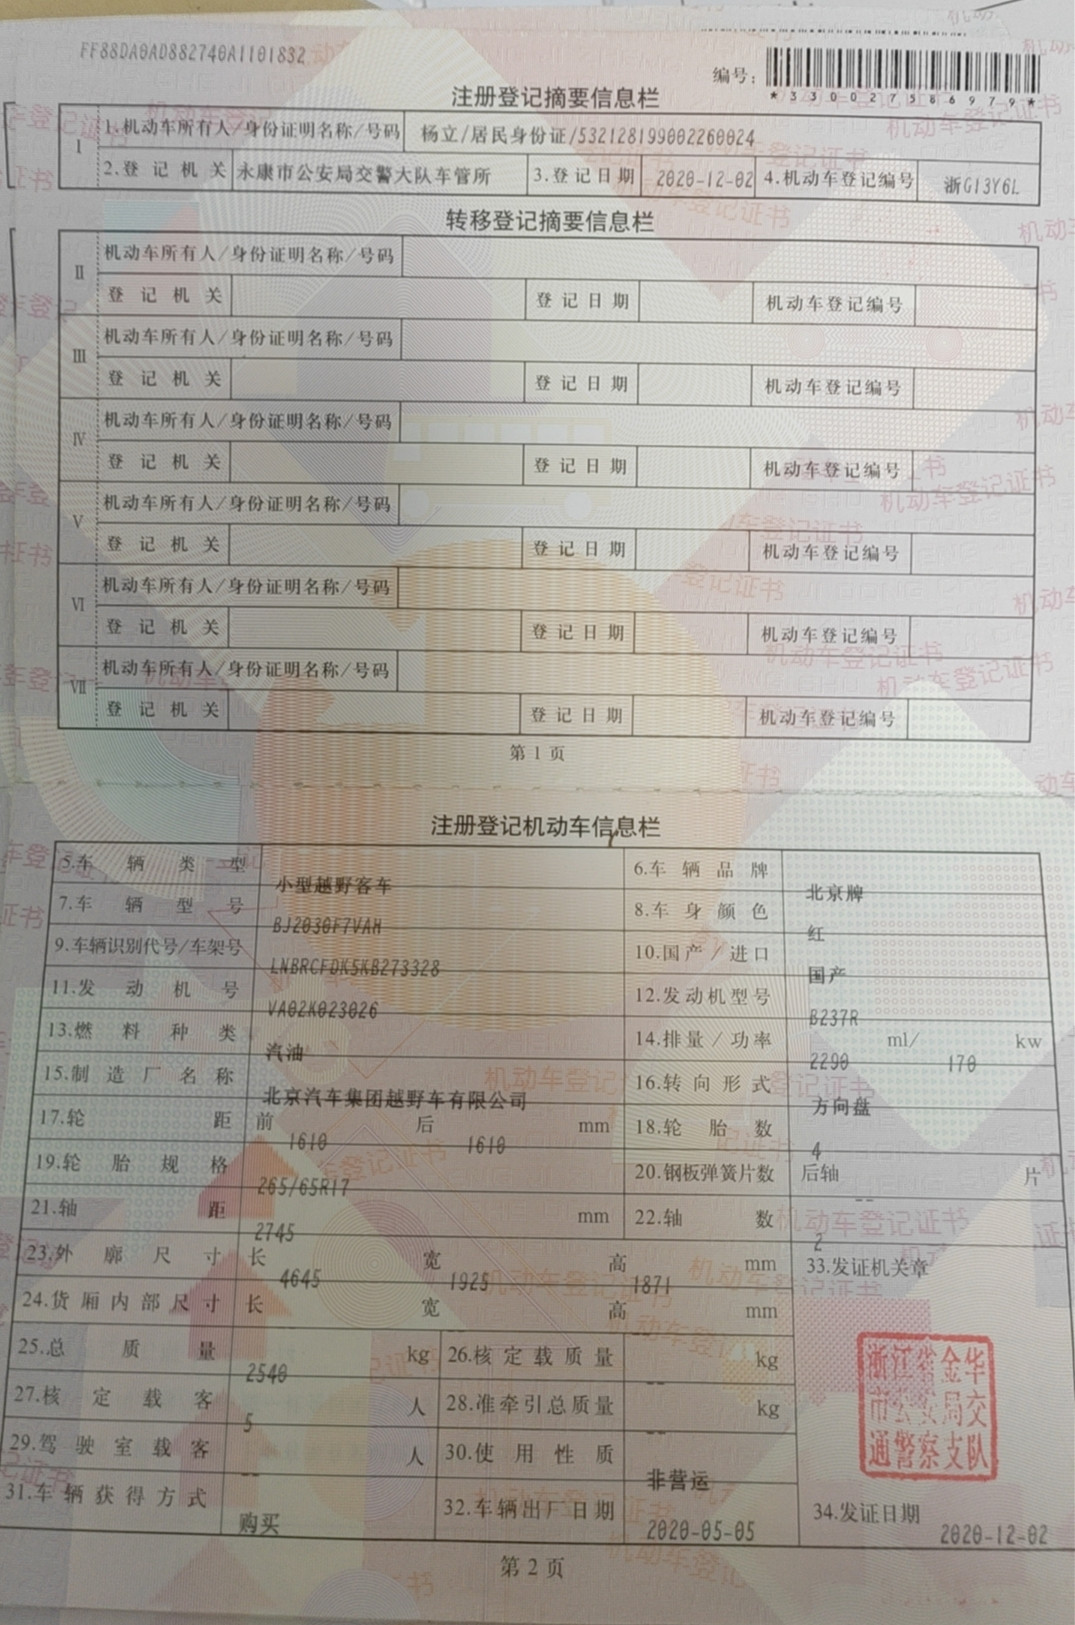 FF88DA0AD882740A1101832
编号:
*330027586979*
注册登记摘要信息栏
I 1.机动车所有人/身份证明名称/号码 杨立/居民身份证/532128199002260024
2.登记机关 永康市公安局交警大队车管所 3.登记日期 2020-12-02 4.机动车登记编号 浙G13Y6L
转移登记摘要信息栏
II 机动车所有人/身份证明名称/号码
登记机关 登记日期 机动车登记编号
III 机动车所有人/身份证明名称/号码
登记机关 登记日期 机动车登记编号
IV 机动车所有人/身份证明名称/号码
登记机关 登记日期 机动车登记编号
V 机动车所有人/身份证明名称/号码
登记机关 登记日期 机动车登记编号
VI 机动车所有人/身份证明名称/号码
登记机关 登记日期 机动车登记编号
VII 机动车所有人/身份证明名称/号码
登记机关 登记日期 机动车登记编号
第1页
注册登记机动车信息栏
5.车辆类型 小型越野客车 6.车辆品牌 北京牌
7.车辆型号 BJ2030F7VAH 8.车身颜色 红
9.车辆识别代号/车架号 LNBRCFDK5KB273328 10.国产/进口 国产
11.发动机号 VA02K023026 12.发动机型号 B237R
13.燃料种类 汽油 14.排量/功率 2290 ml/ 170 kw
15.制造厂名称 北京汽车集团越野车有限公司 16.转向形式 方向盘
17.轮距 前 1610 后 1610 mm 18.轮胎数 4
19.轮胎规格 265/65R17 20.钢板弹簧片数 后轴 -- 片
21.轴距 2745 mm 22.轴数 2
23.外廓尺寸 长 4645 宽 1925 高 1871 mm 33.发证机关章
24.货厢内部尺寸 长 宽 -- 高 -- mm
25.总质量 2540 kg 26.核定载质量 -- kg
27.核定载客 5 人 28.准牵引总质量 -- kg
29.驾驶室载客 -- 人 30.使用性质 非营运
31.车辆获得方式 购买 32.车辆出厂日期 2020-05-05 34.发证日期 2020-12-02
浙江省金华
市公安局交
通警察支队
第2页